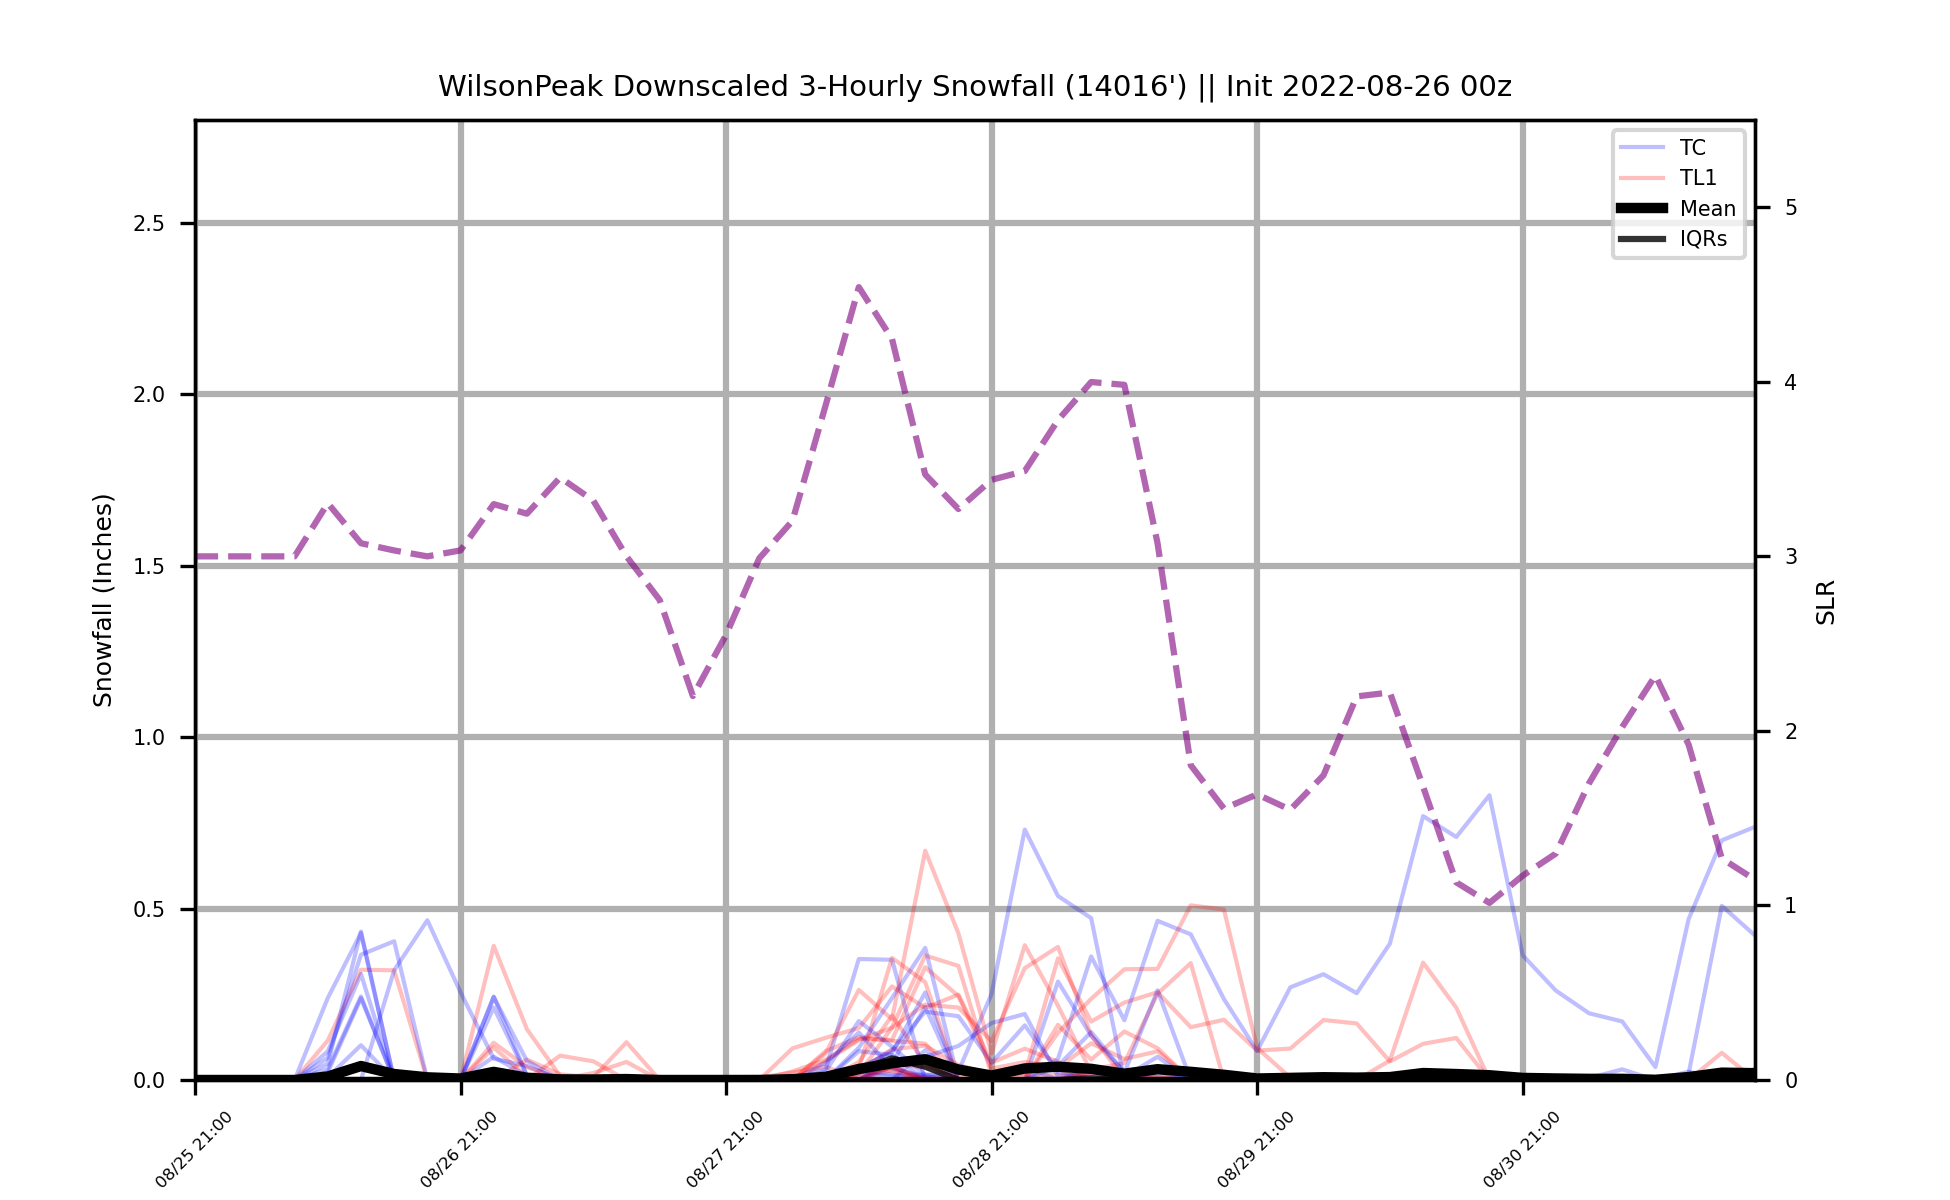 WilsonPeak Downscaled 3-Hourly Snowfall (14016') || Init 2022-08-26 00z
TC
TL1
Mean
IQRs
Snowfall (Inches)
2.5
2.0
1.5
1.0
0.5
0.0
SLR
5
4
3
2
1
0
08/25 21:00
08/26 21:00
08/27 21:00
08/28 21:00
08/29 21:00
08/30 21:00